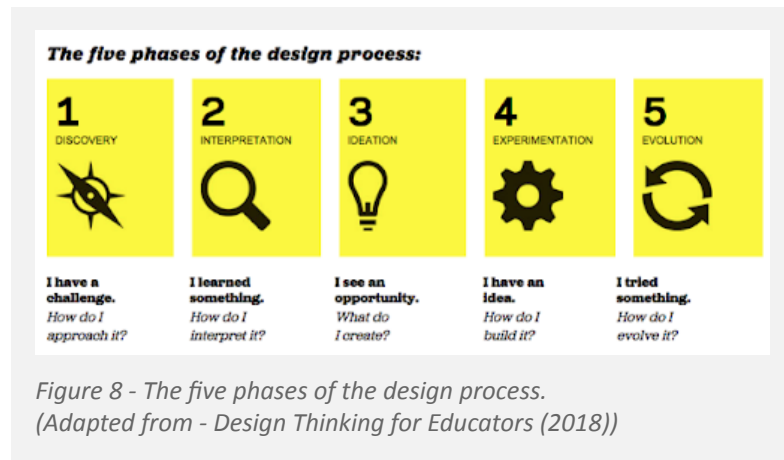 The five phases of the design process:
1
DISCOVERY
2
INTERPRETATION
3
IDEATION
4
EXPERIMENTATION
5
EVOLUTION
I have a
challenge.
How do I
approach it?
I learned
something.
How do I
interpret it?
I see an
opportunity.
What do
I create?
I have an
idea.
How do I
build it?
I tried
something.
How do I
evolve it?
Figure 8 - The five phases of the design process.
(Adapted from - Design Thinking for Educators (2018))